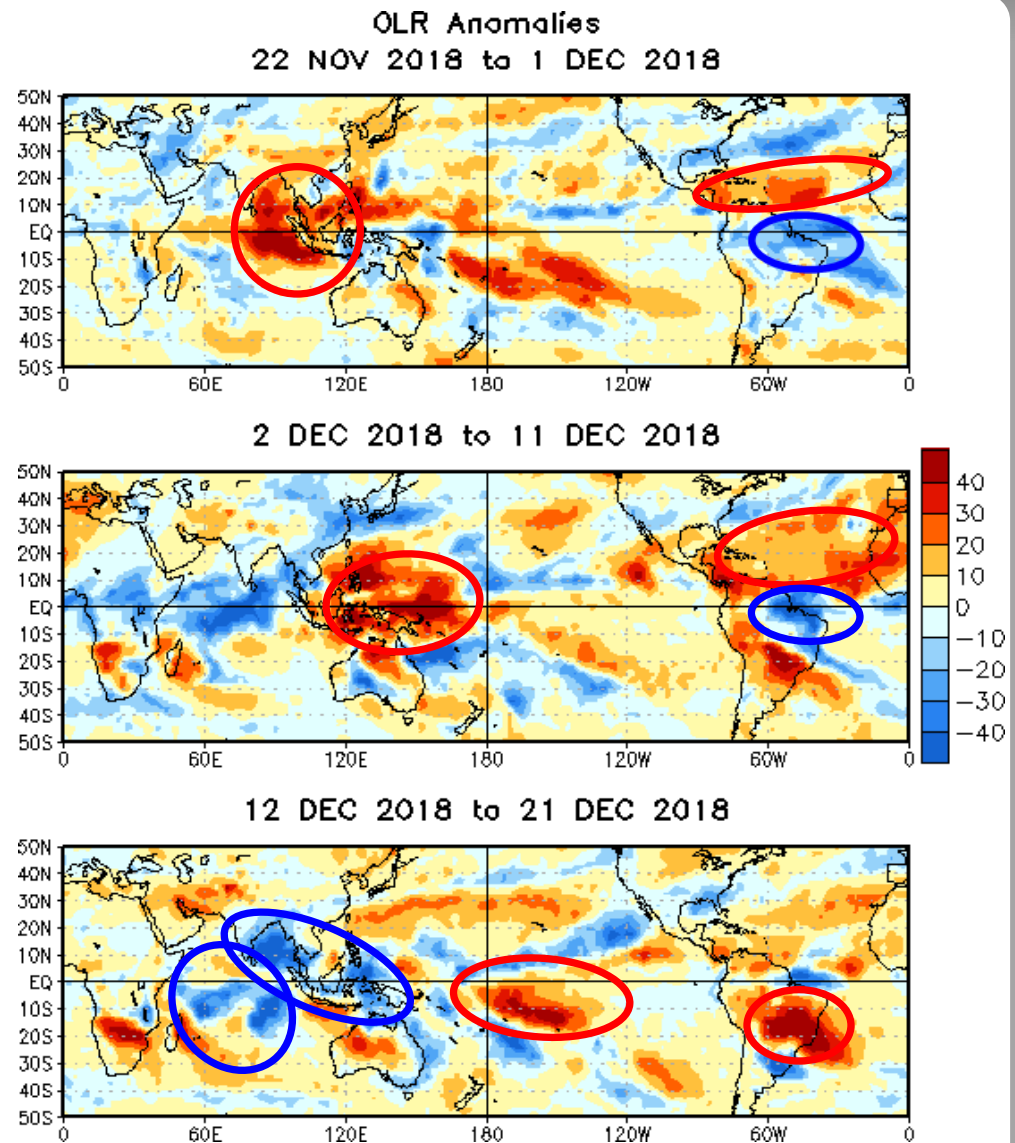 OLR Anomalies
22 NOV 2018 to 1 DEC 2018
50N
40N
30N
20N
10N
EQ
10S
20S
30S
40S
50S
0 60E 120E 180 120W 60W 0
2 DEC 2018 to 11 DEC 2018
50N
40N
30N
20N
10N
EQ
10S
20S
30S
40S
50S
0 60E 120E 180 120W 60W 0
40
30
20
10
0
-10
-20
-30
-40
12 DEC 2018 to 21 DEC 2018
50N
40N
30N
20N
10N
EQ
10S
20S
30S
40S
50S
0 60E 120E 180 120W 60W 0